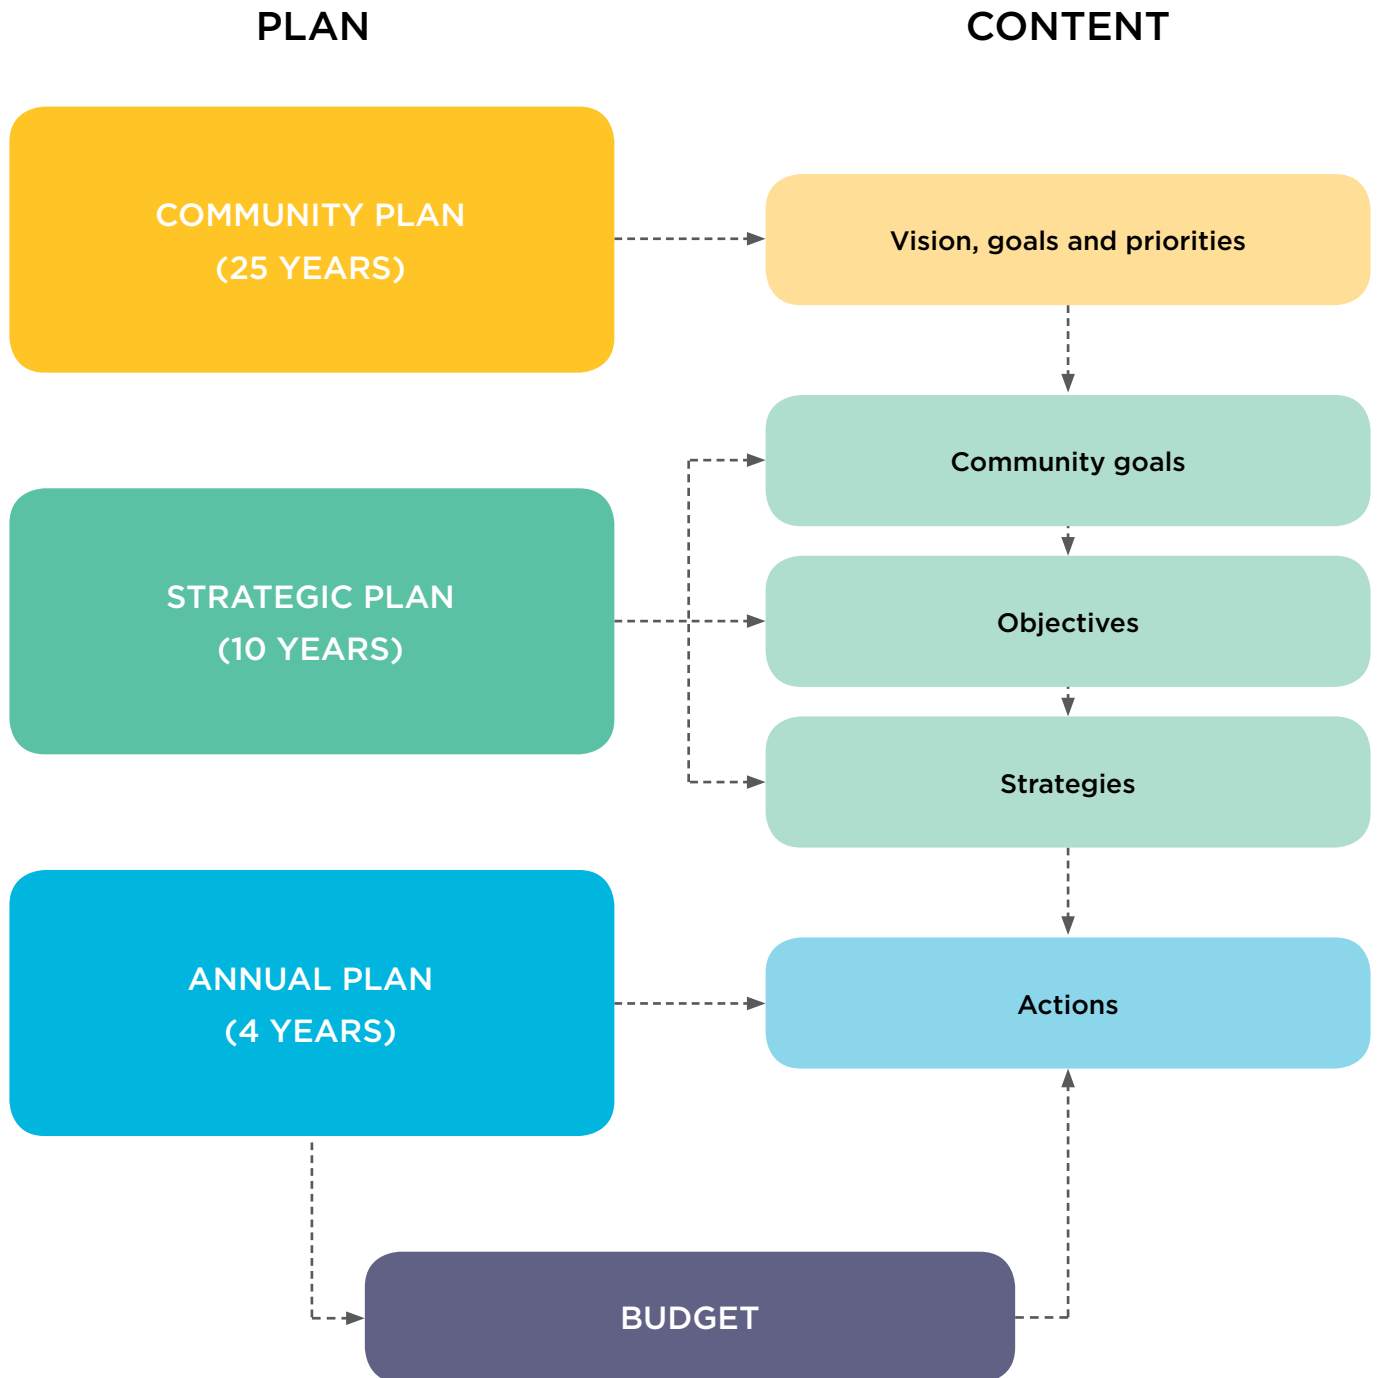 PLAN
CONTENT
COMMUNITY PLAN
(25 YEARS)
Vision, goals and priorities
Community goals
STRATEGIC PLAN
(10 YEARS)
Objectives
Strategies
ANNUAL PLAN
(4 YEARS)
Actions
BUDGET